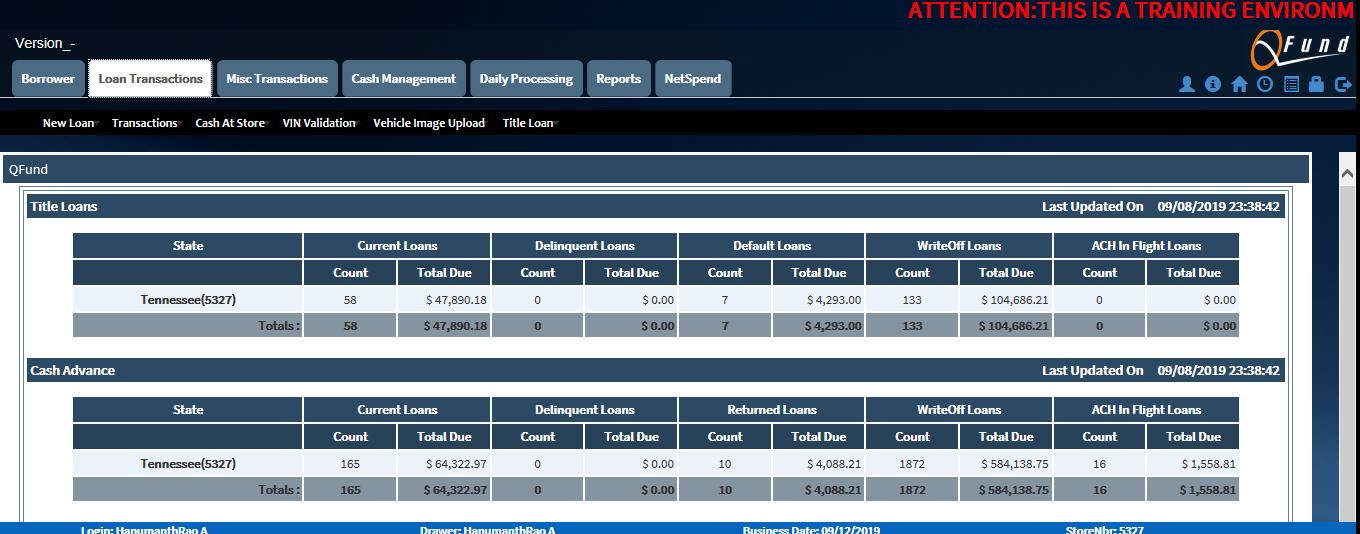 ATTENTION:THIS IS A TRAINING ENVIRONM
Version_-
QFund
Borrower Loan Transactions Misc Transactions Cash Management Daily Processing Reports NetSpend
New Loan Transactions Cash At Store VIN Validation Vehicle Image Upload Title Loan
QFund
Title Loans Last Updated On 09/08/2019 23:38:42
State Current Loans Delinquent Loans Default Loans WriteOff Loans ACH In Flight Loans
Count Total Due Count Total Due Count Total Due Count Total Due Count Total Due
Tennessee(5327) 58 $ 47,890.18 0 $ 0.00 7 $ 4,293.00 133 $ 104,686.21 0 $ 0.00
Totals : 58 $ 47,890.18 0 $ 0.00 7 $ 4,293.00 133 $ 104,686.21 0 $ 0.00
Cash Advance Last Updated On 09/08/2019 23:38:42
State Current Loans Delinquent Loans Returned Loans WriteOff Loans ACH In Flight Loans
Count Total Due Count Total Due Count Total Due Count Total Due Count Total Due
Tennessee(5327) 165 $ 64,322.97 0 $ 0.00 10 $ 4,088.21 1872 $ 584,138.75 16 $ 1,558.81
Totals : 165 $ 64,322.97 0 $ 0.00 10 $ 4,088.21 1872 $ 584,138.75 16 $ 1,558.81
Login: HanumanthRao A Drawer: HanumanthRao A Business Date: 09/12/2019 StoreNbr: 5327